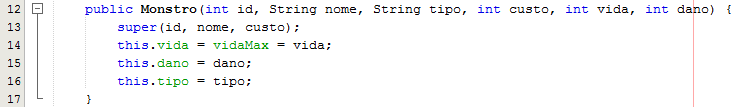 12 public Monstro(int id, String nome, String tipo, int custo, int vida, int dano) {
13 super(id, nome, custo);
14 this.vida = vidaMax = vida;
15 this.dano = dano;
16 this.tipo = tipo;
17 }